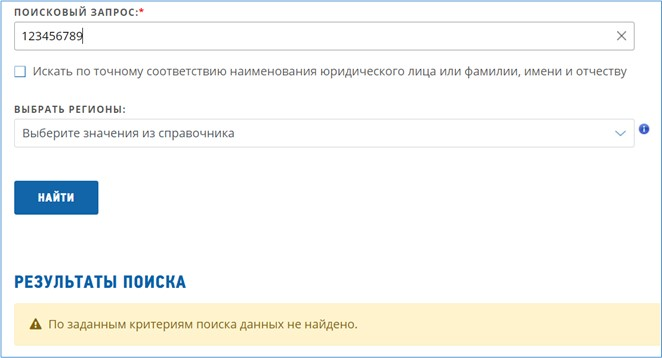 ПОИСКОВЫЙ ЗАПРОС:*
123456789
Искать по точному соответствию наименования юридического лица или фамилии, имени и отчеству
ВЫБРАТЬ РЕГИОНЫ:
Выберите значения из справочника
НАЙТИ
РЕЗУЛЬТАТЫ ПОИСКА
По заданным критериям поиска данных не найдено.